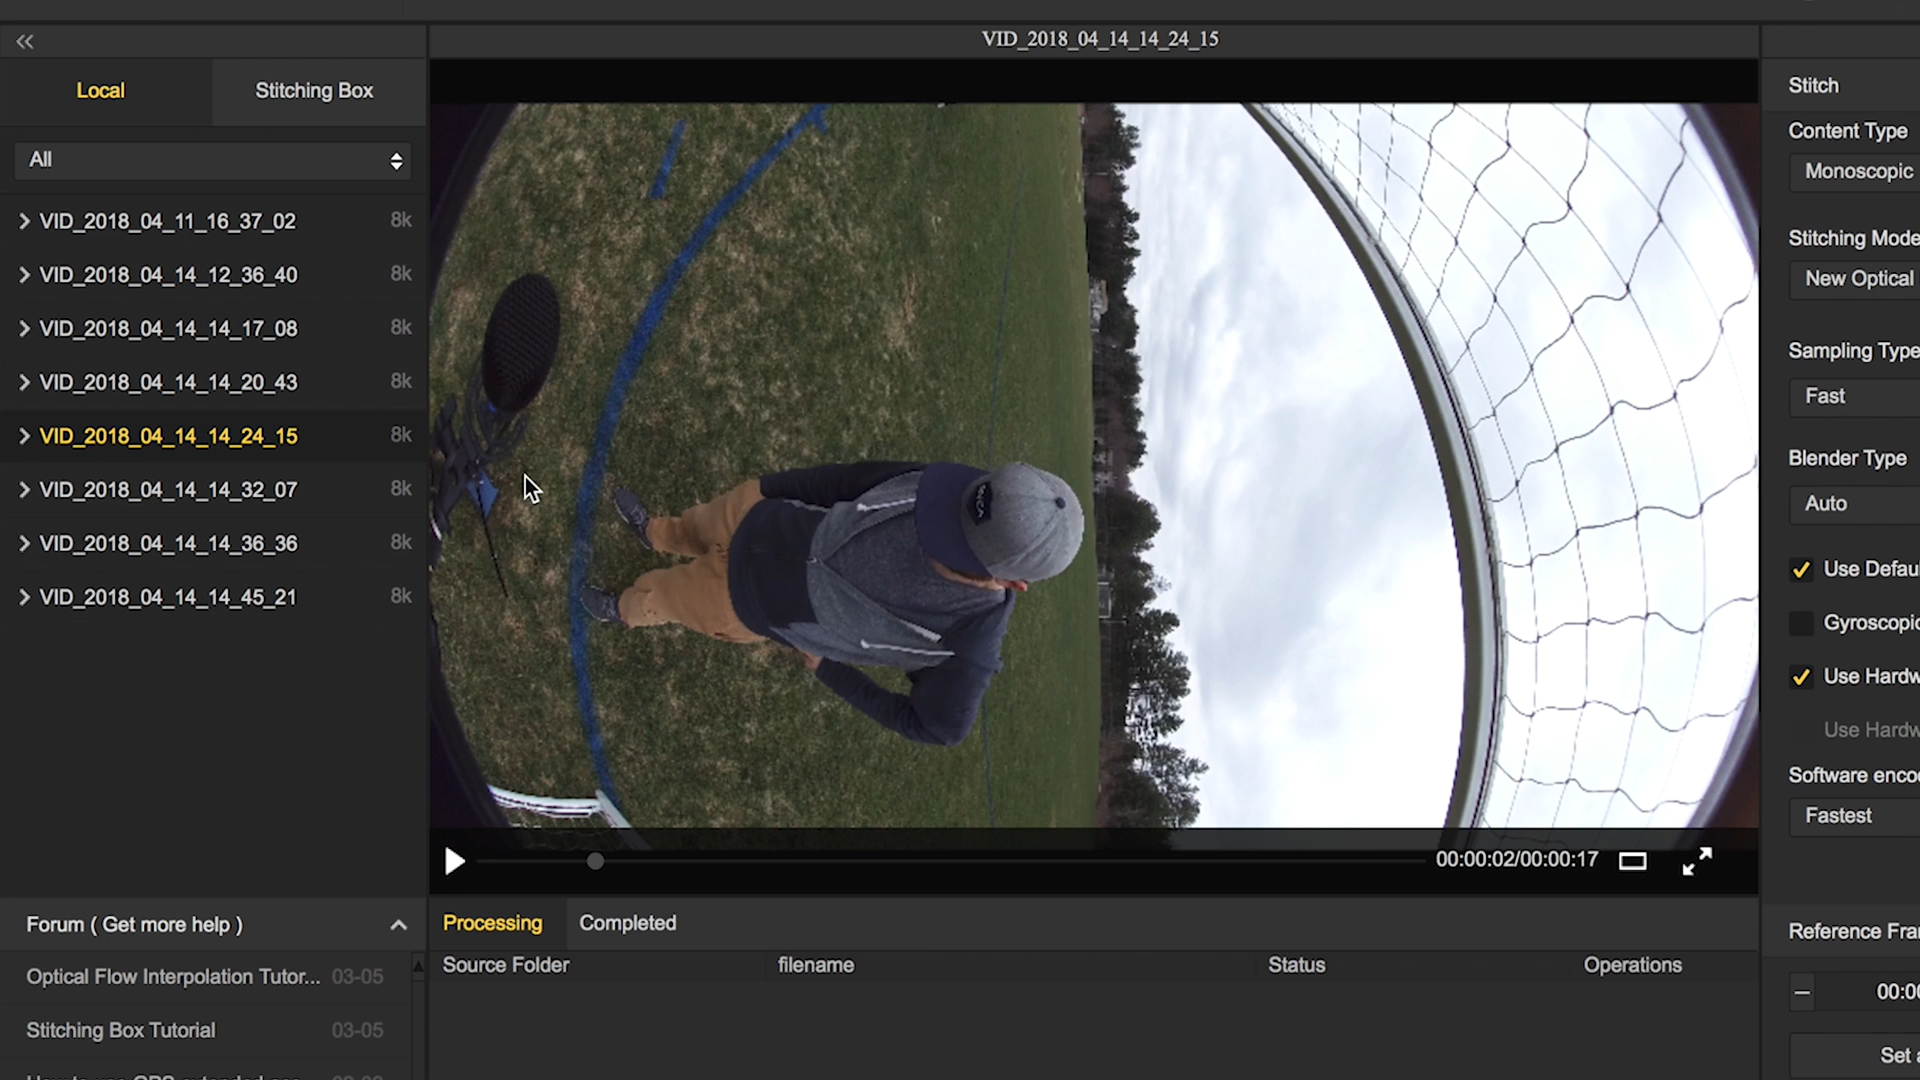 VID_2018_04_14_14_24_15
Local
Stitching Box
All
VID_2018_04_11_16_37_02 8k
VID_2018_04_14_12_36_40 8k
VID_2018_04_14_14_17_08 8k
VID_2018_04_14_14_20_43 8k
VID_2018_04_14_14_24_15 8k
VID_2018_04_14_14_32_07 8k
VID_2018_04_14_14_36_36 8k
VID_2018_04_14_14_45_21 8k
Forum ( Get more help )
Optical Flow Interpolation Tutor... 03-05
Stitching Box Tutorial 03-05
00:00:02/00:00:17
Processing
Completed
Source Folder
filename
Status
Operations
Stitch
Content Type
Monoscopic
Stitching Mode
New Optical
Sampling Type
Fast
Blender Type
Auto
Use Defau
Gyroscopic
Use Hardw
Use Hardw
Software enco
Fastest
Reference Fra
00:00
Set